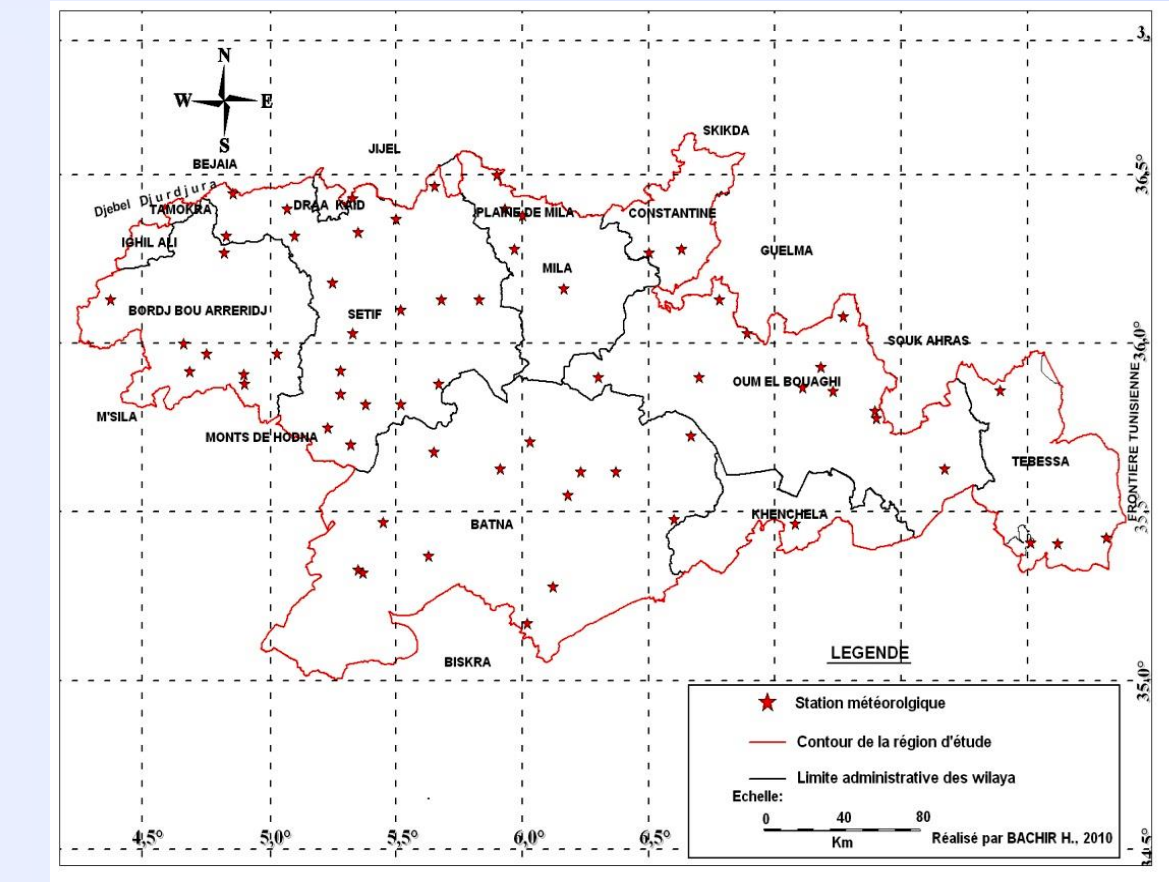 3,
N
W E
S
SKIKDA
JIJEL
BEJAIA
36,5°
Djebel Djurdjura
TAMOKRA
DRAA KAID
PLAINE DE MILA
CONSTANTINE
IGHIL ALI
GUELMA
MILA
BORDJ BOU ARRERIDJ
SETIF
SOUK AHRAS
36,0°
OUM EL BOUAGHI
M'SILA
MONTS DE HODNA
TEBESSA
FRONTIERE TUNISIENNE
KHENCHELA
35,5°
BATNA
LEGENDE
BISKRA
35,0°
Station météorolgique
Contour de la région d'étude
Limite administrative des wilaya
Echelle:
0 40 80
Km
Réalisé par BACHIR H., 2010
4,5° 5,0° 5,5° 6,0° 6,5°
34,5°